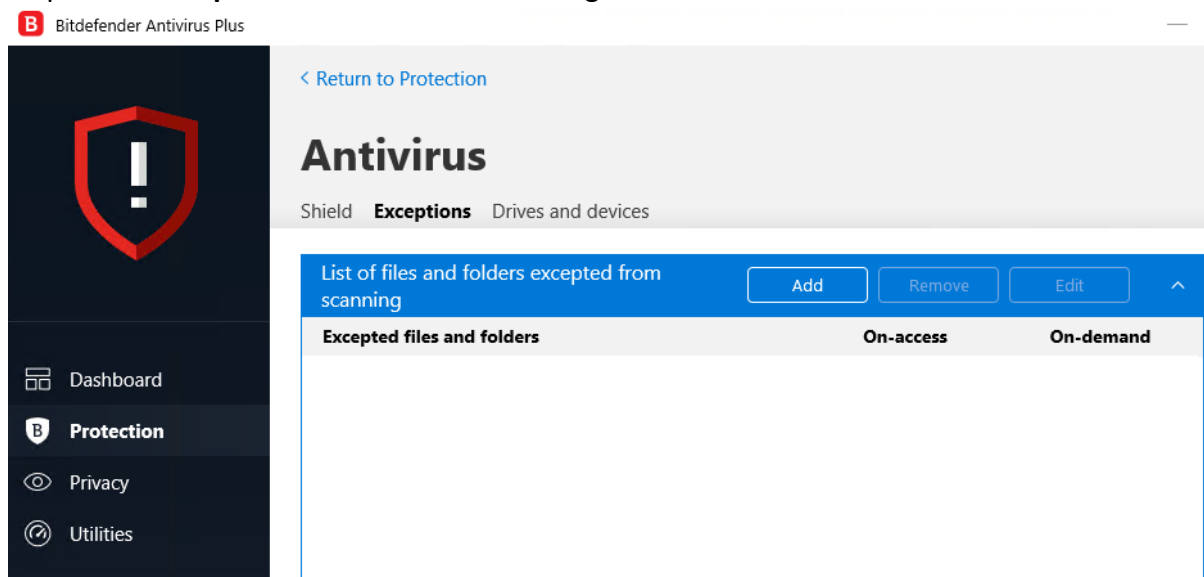 B Bitdefender Antivirus Plus
< Return to Protection
Antivirus
Shield Exceptions Drives and devices
List of files and folders excepted from
scanning
Add Remove Edit
Excepted files and folders On-access On-demand
Dashboard
B Protection
Privacy
Utilities